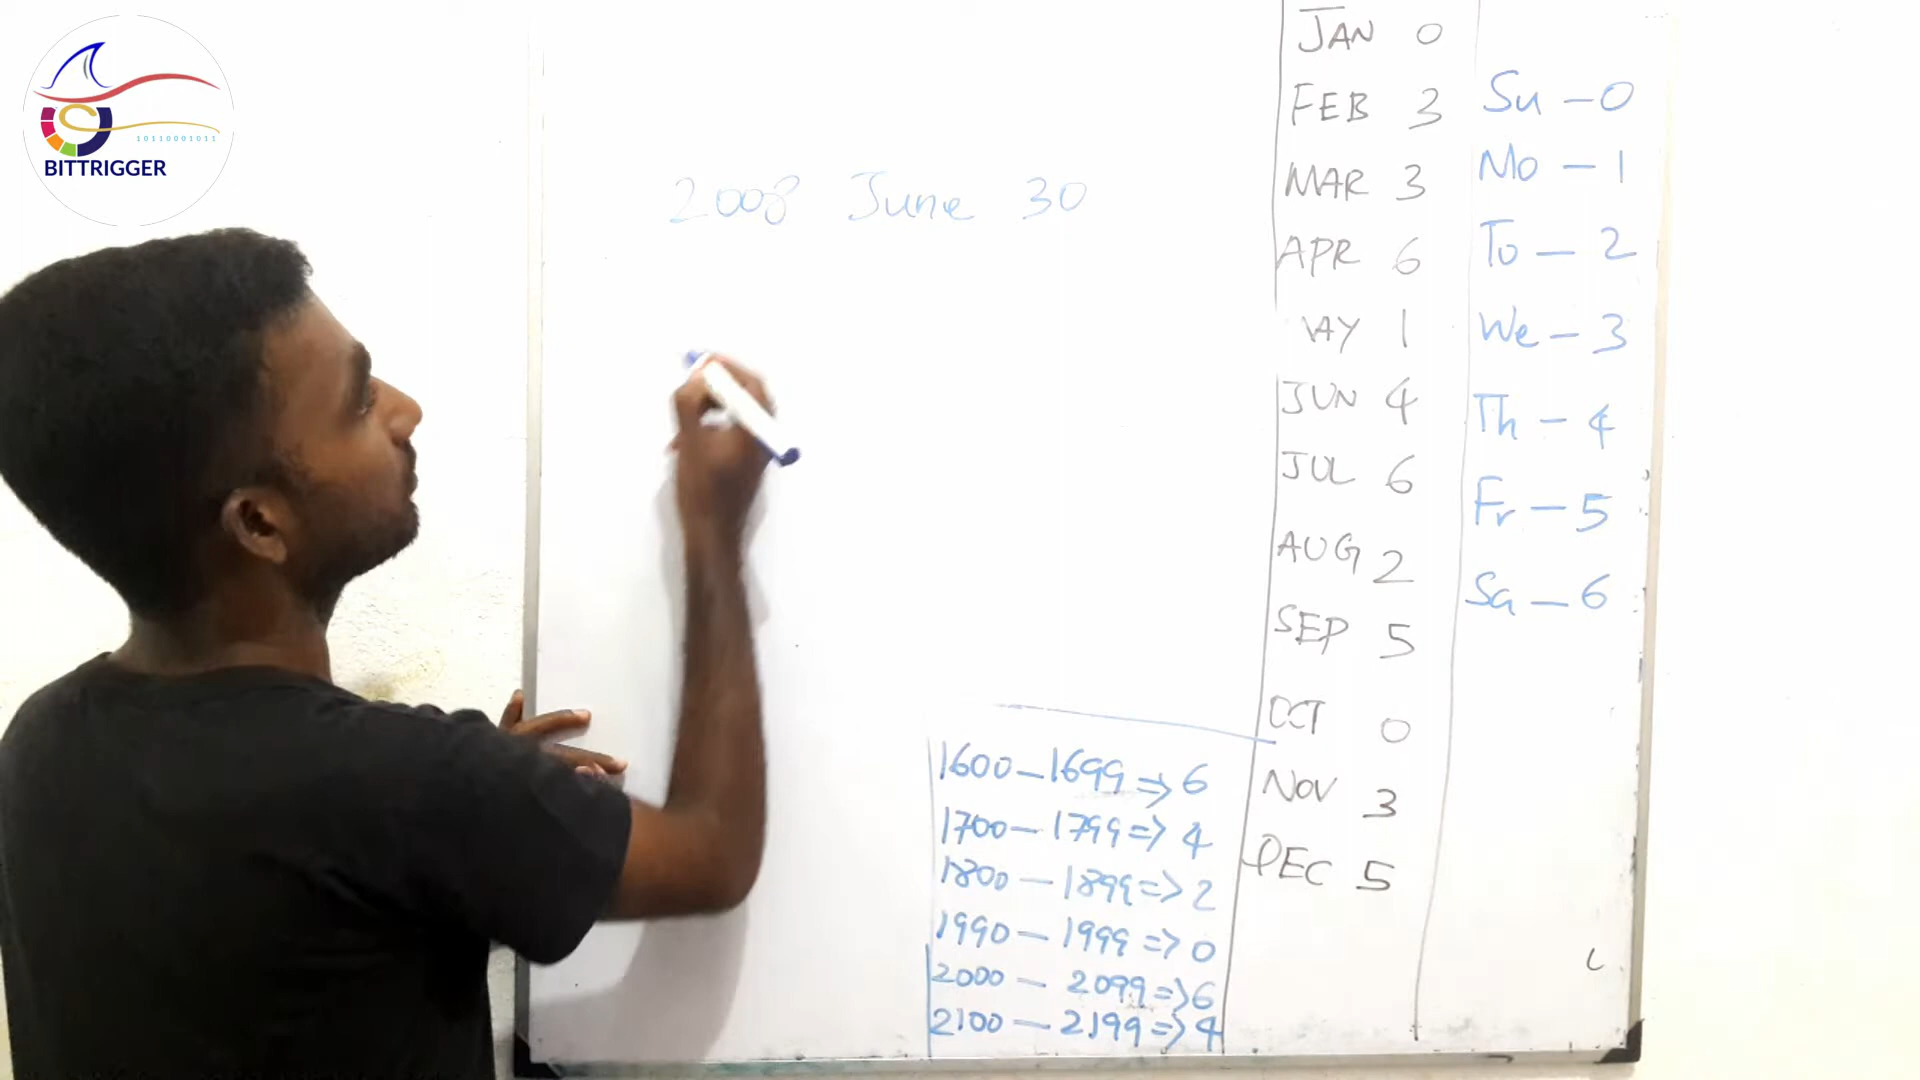 10110001011
BITTRIGGER
2008 June 30
JAN 0
FEB 3
MAR 3
APR 6
AY 1
JUN 4
JUL 6
AUG 2
SEP 5
OCT 0
NOV 3
DEC 5
Su - 0
Mo - 1
Tu - 2
We - 3
Th - 4
Fr - 5
Sa - 6
1600 - 1699 => 6
1700 - 1799 => 4
1800 - 1899 => 2
1990 - 1999 => 0
2000 - 2099 => 6
2100 - 2199 => 4